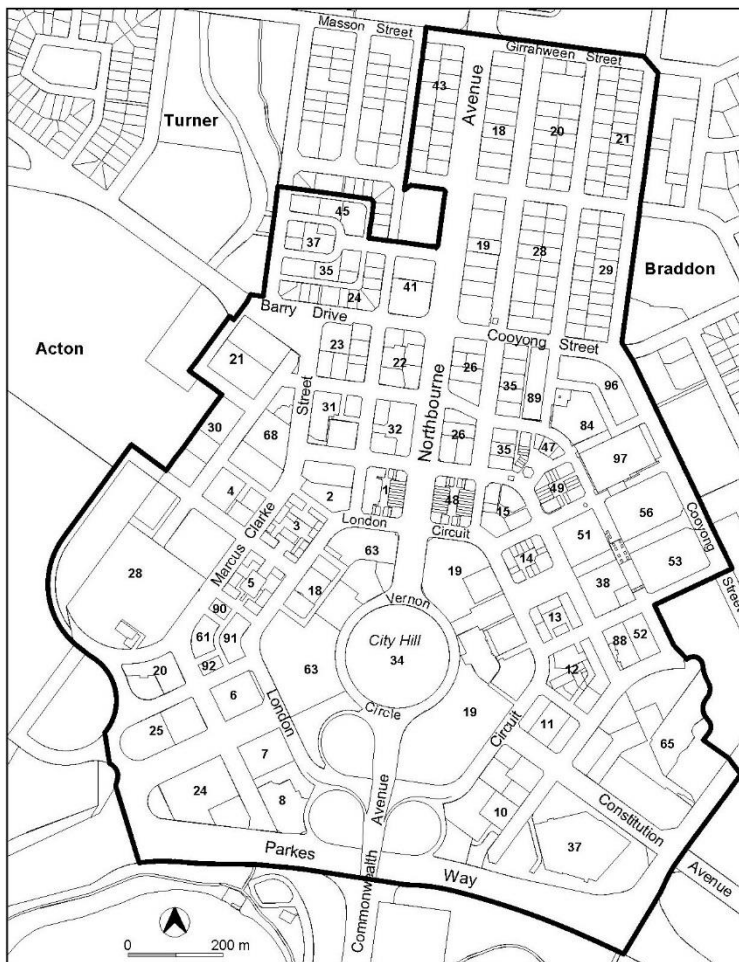 Masson Street
Girrahween Street
43
Avenue
18
20
21
Turner
45
37
35
24
41
19
28
29
Braddon
Barry Drive
Cooyong Street
Acton
21
23
22
26
35
89
96
Street
31
32
Northbourne
26
35
47
84
97
30
68
4
2
1
48
15
49
56
Cooyong
Marcus Clarke
3
London Circuit
63
19
14
51
53
28
5
18
Vernon
38
Street
90
City Hill
34
13
88
52
61
91
92
20
63
12
6
Circle
19
11
65
25
London
Circuit
7
24
8
Avenue
10
Constitution
37
Parkes Way
Commonwealth
Avenue
0 200 m